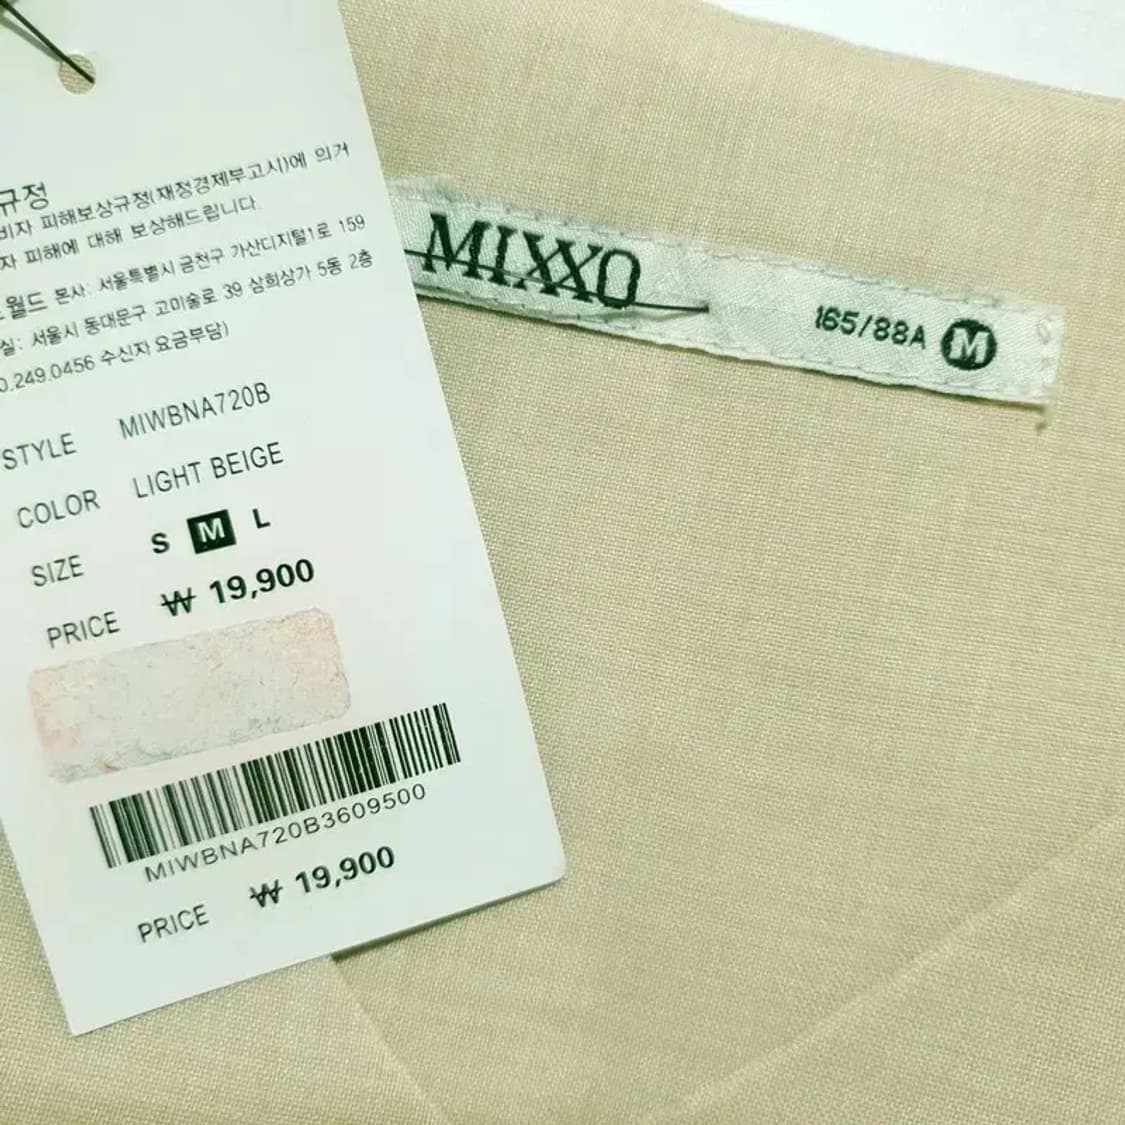 규정
비자 피해보상규정(재정경제부고시)에 의거
자 피해에 대해 보상해드립니다.
월드 본사: 서울특별시 금천구 가산디지털1로 159
실: 서울시 동대문구 고미술로 39 삼희상가 5동 2층
0.249.0456 수신자 요금부담)
STYLE MIWBNA720B
COLOR LIGHT BEIGE
SIZE S M L
PRICE ₩ 19,900
MIWBNA720B3609500
PRICE ₩ 19,900
MIXXO
165/88A M